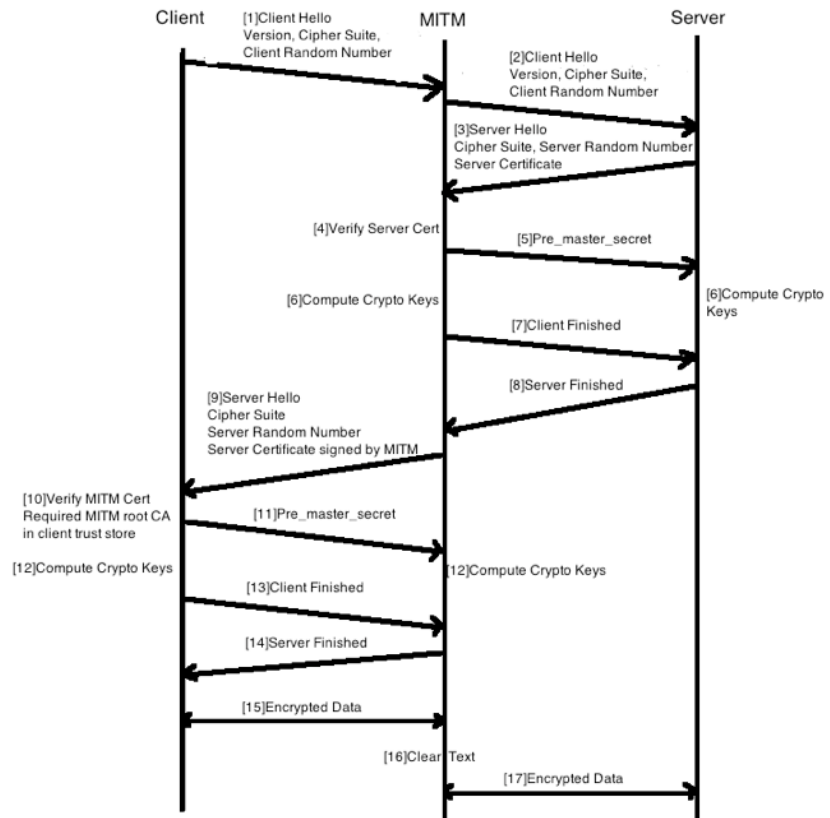 Client MITM Server
[1]Client Hello
Version, Cipher Suite,
Client Random Number
[2]Client Hello
Version, Cipher Suite,
Client Random Number
[3]Server Hello
Cipher Suite, Server Random Number
Server Certificate
[4]Verify Server Cert
[5]Pre_master_secret
[6]Compute Crypto Keys
[6]Compute Crypto
Keys
[7]Client Finished
[8]Server Finished
[9]Server Hello
Cipher Suite
Server Random Number
Server Certificate signed by MITM
[10]Verify MITM Cert
Required MITM root CA
in client trust store
[11]Pre_master_secret
[12]Compute Crypto Keys
[12]Compute Crypto Keys
[13]Client Finished
[14]Server Finished
[15]Encrypted Data
[16]Clear Text
[17]Encrypted Data